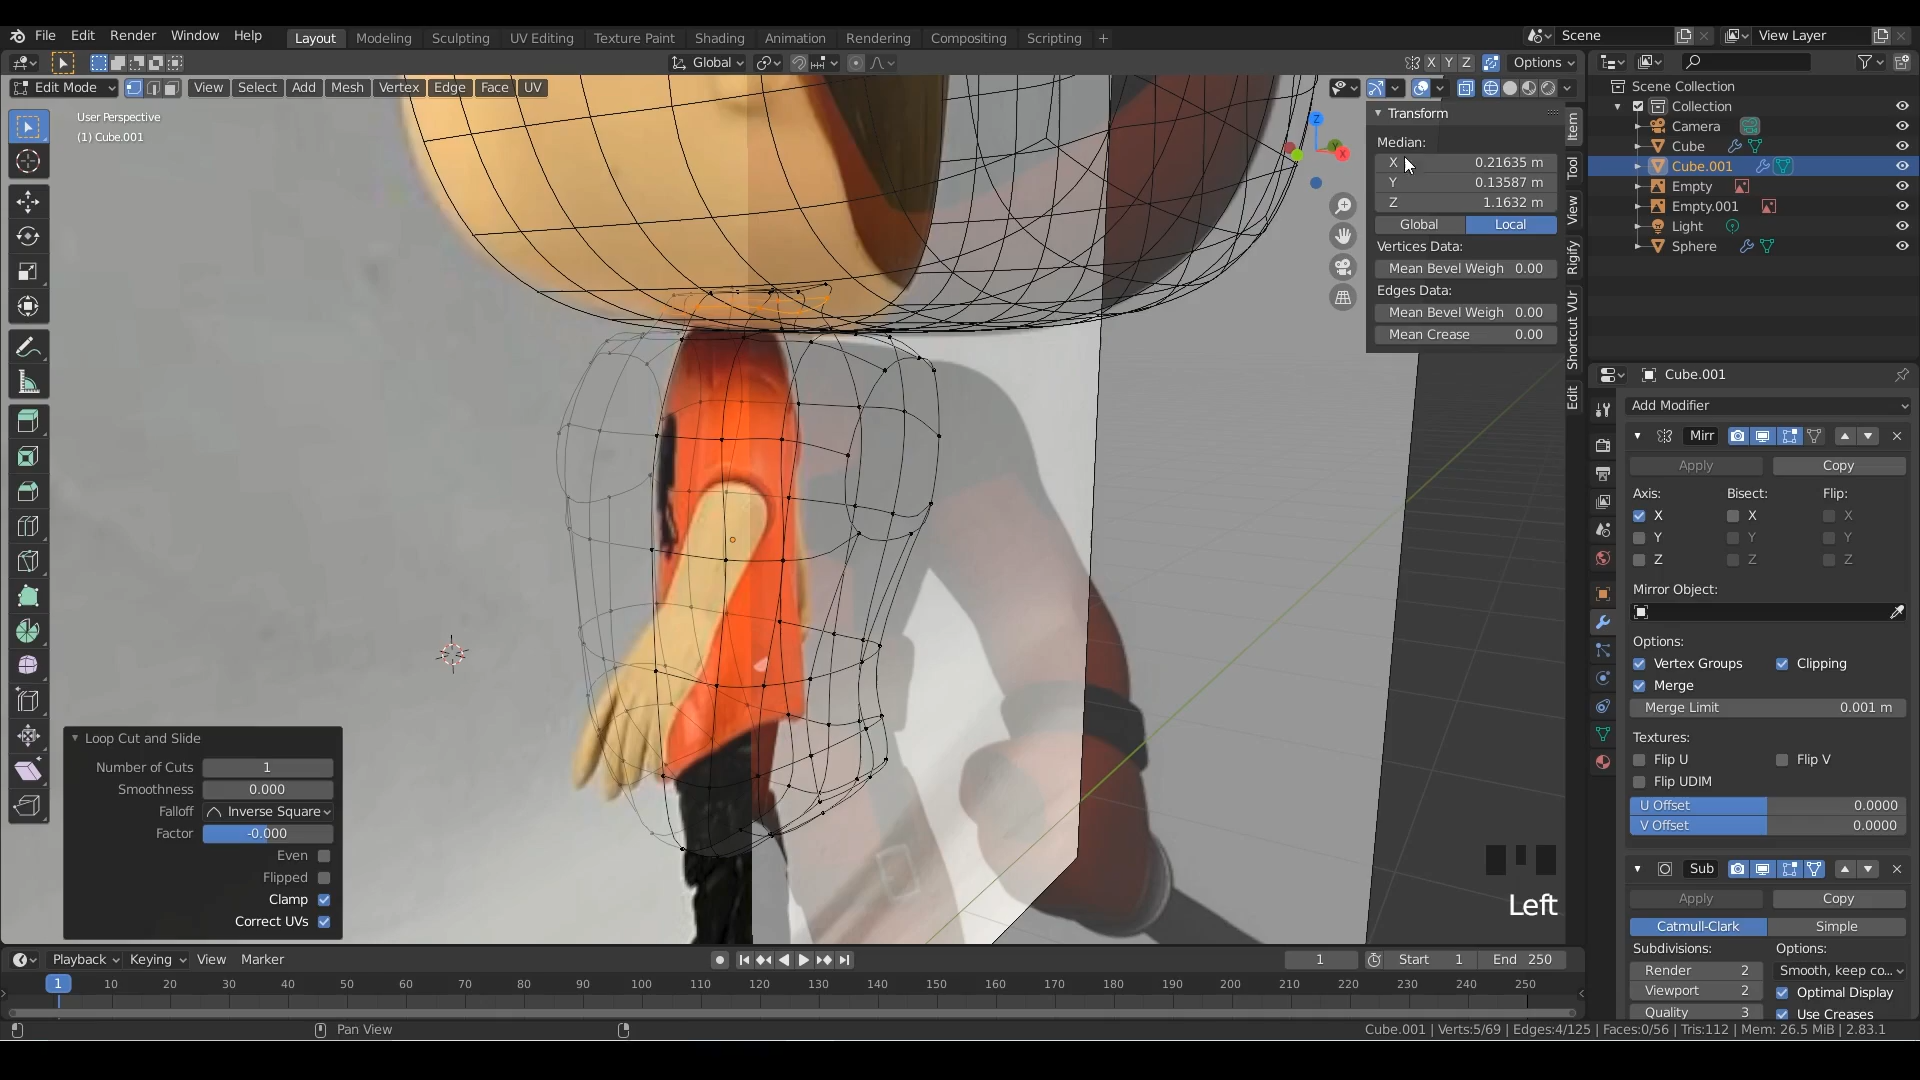 File Edit Render Window Help Layout Modeling Sculpting UV Editing Texture Paint Shading Animation Rendering Compositing Scripting + Scene View Layer
Global Options
Edit Mode View Select Add Mesh Vertex Edge Face UV
User Perspective
(1) Cube.001
X Y Z
Transform
Median:
X 0.21635 m
Y 0.13587 m
Z 1.1632 m
Global Local
Vertices Data:
Mean Bevel Weigh 0.00
Edges Data:
Mean Bevel Weigh 0.00
Mean Crease 0.00
Item
Tool
View
Rigify
Shortcut VUr
Edit
Z
X
Scene Collection
Collection
Camera
Cube
Cube.001
Empty
Empty.001
Light
Sphere
Cube.001
Add Modifier
Mirr
Apply Copy
Axis: Bisect: Flip:
X X X
Y Y Y
Z Z Z
Mirror Object:
Options:
Vertex Groups Clipping
Merge
Merge Limit 0.001 m
Textures:
Flip U Flip V
Flip UDIM
U Offset 0.0000
V Offset 0.0000
Sub
Apply Copy
Catmull-Clark Simple
Subdivisions: Options:
Render 2 Smooth, keep co...
Viewport 2 Optimal Display
Quality 3 Use Creases
Loop Cut and Slide
Number of Cuts 1
Smoothness 0.000
Falloff Inverse Square
Factor -0.000
Even
Flipped
Clamp
Correct UVs
Left
Playback Keying View Marker 1 Start 1 End 250
1 10 20 30 40 50 60 70 80 90 100 110 120 130 140 150 160 170 180 190 200 210 220 230 240 250
Pan View
Cube.001 | Verts:5/69 | Edges:4/125 | Faces:0/56 | Tris:112 | Mem: 26.5 MiB | 2.83.1